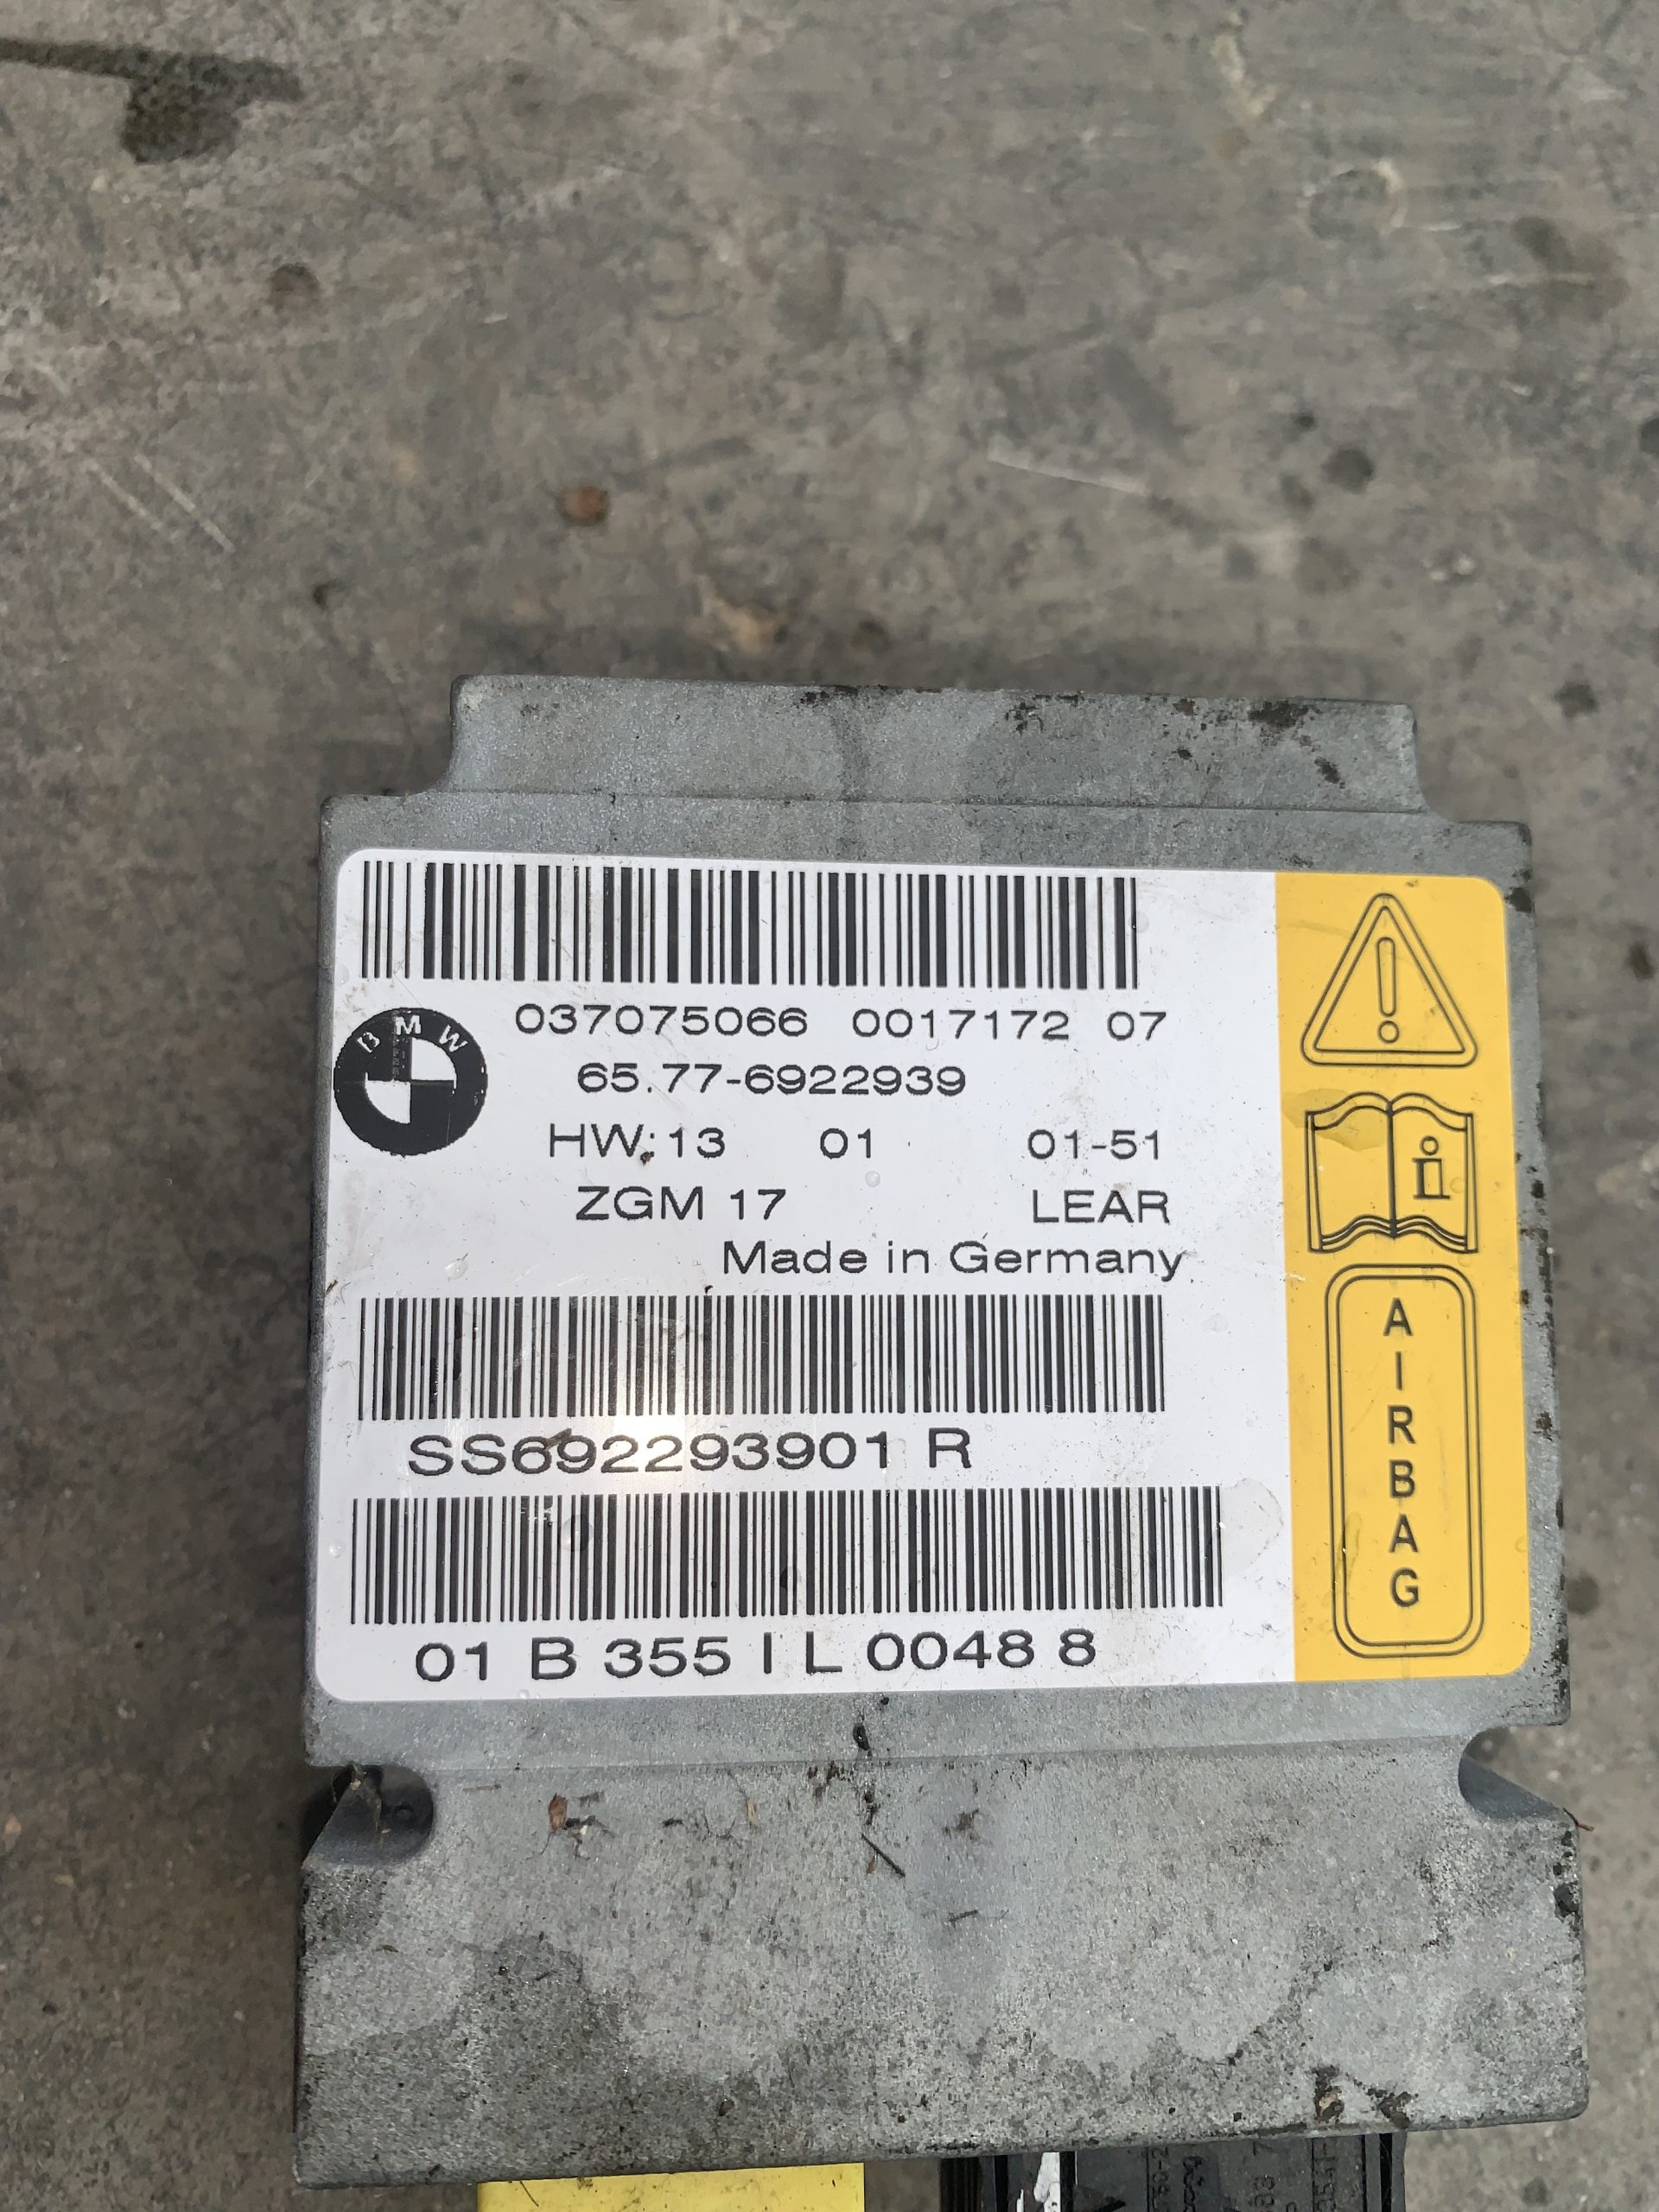 037075066 0017172 07
BMW
65.77-6922939
HW:13 01 01-51
ZGM 17 LEAR
Made in Germany
SS692293901 R
01 B 355 I L 0048 8
i
AIRBAG